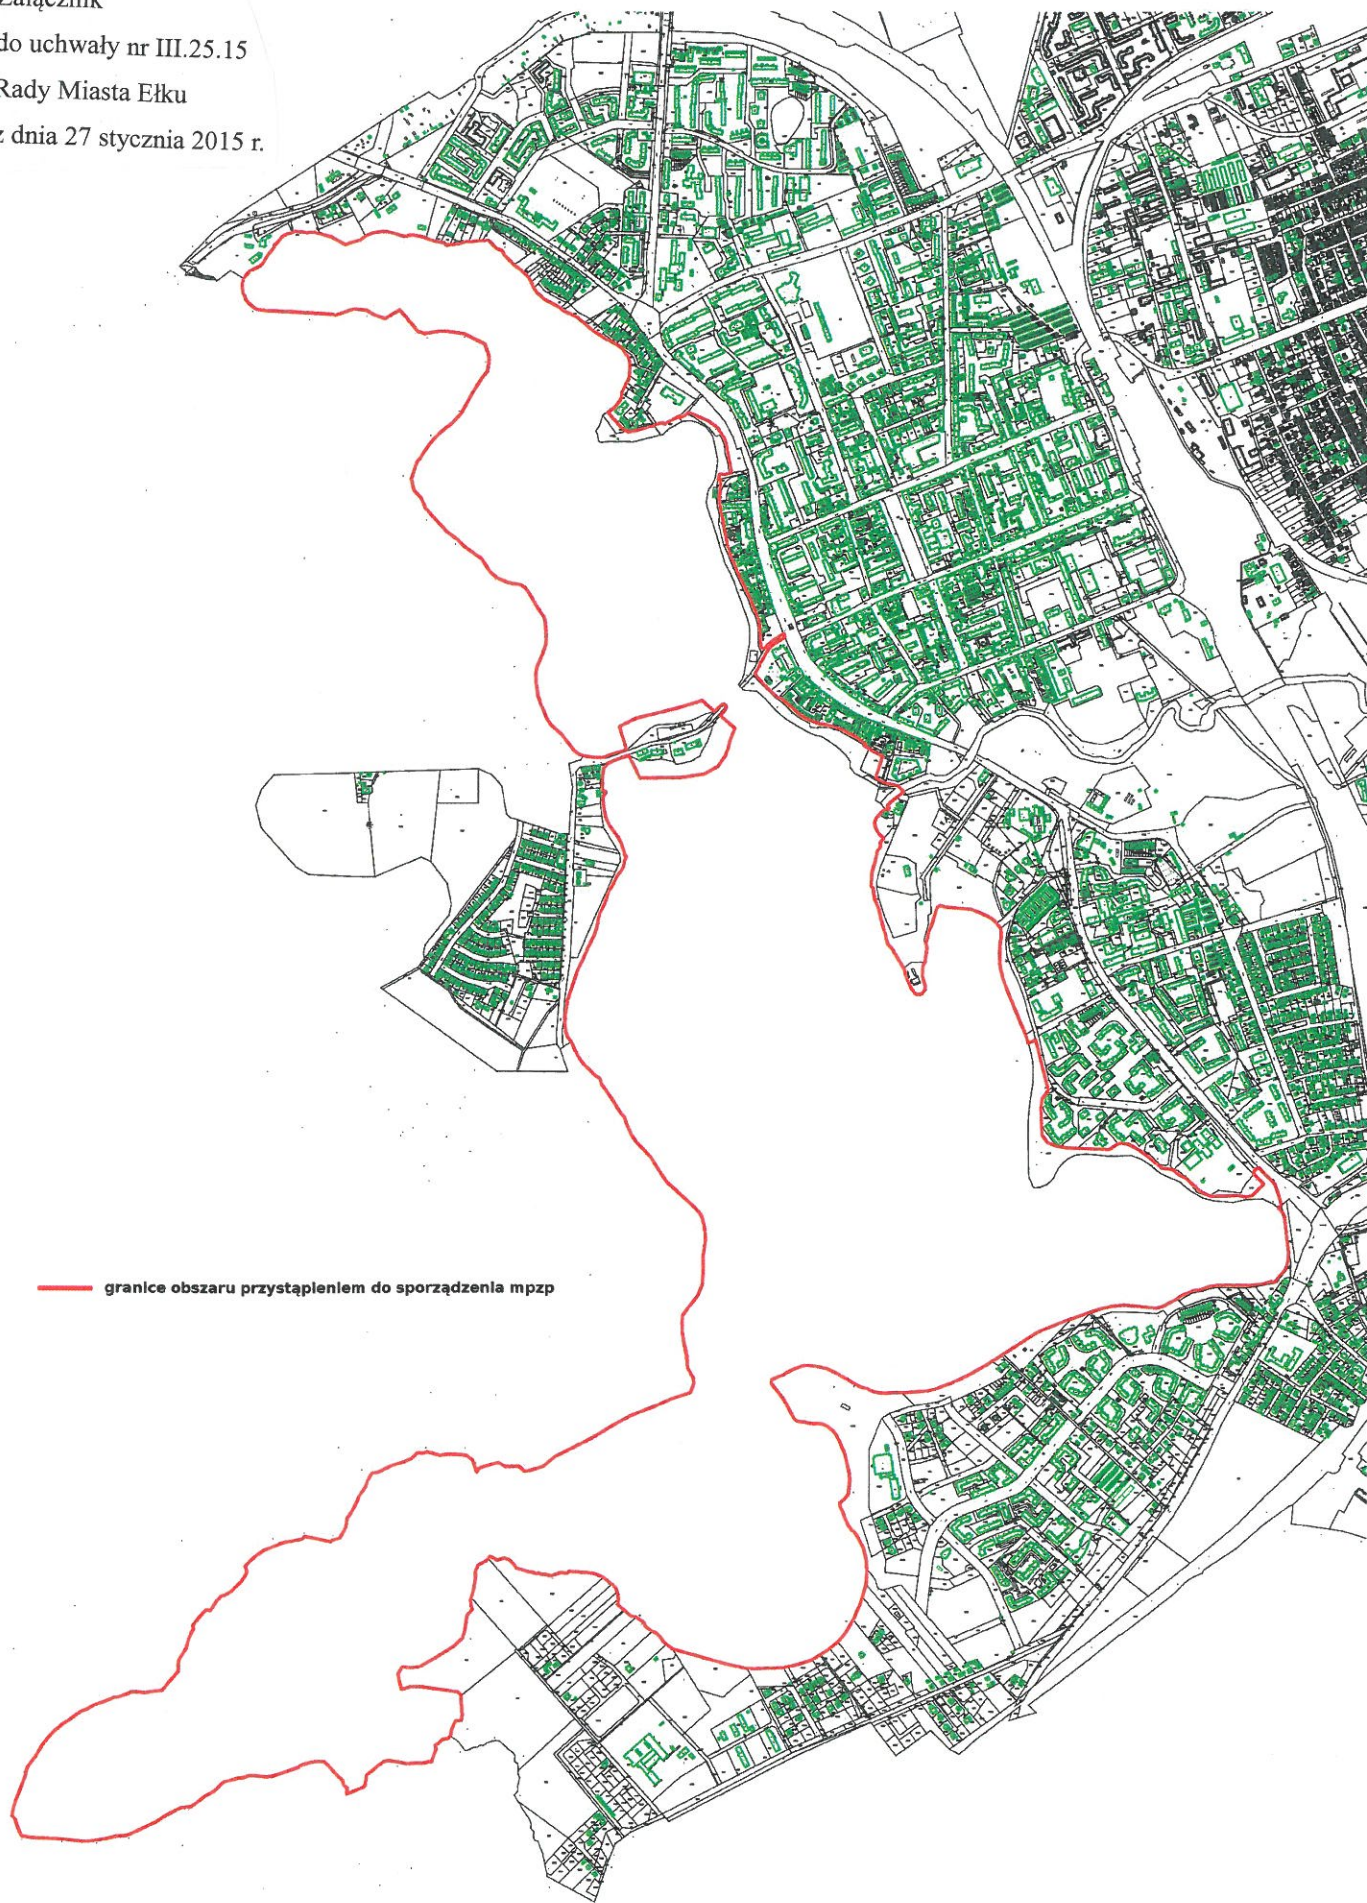 Załącznik
do uchwały nr III.25.15
Rady Miasta Ełku
z dnia 27 stycznia 2015 r.
granice obszaru przystąpieniem do sporządzenia mpzp